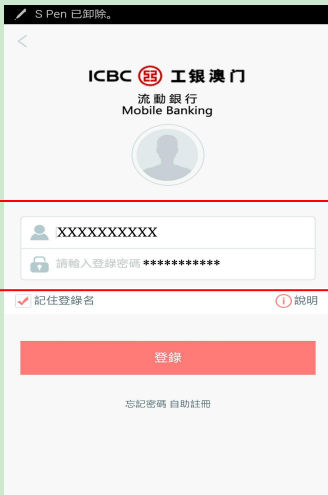 S Pen 已卸除。
ICBC 工银澳门
流動銀行
Mobile Banking
XXXXXXXXXX
請輸入登錄密碼 ***********
記住登錄名 說明
登錄
忘記密碼 自助註冊